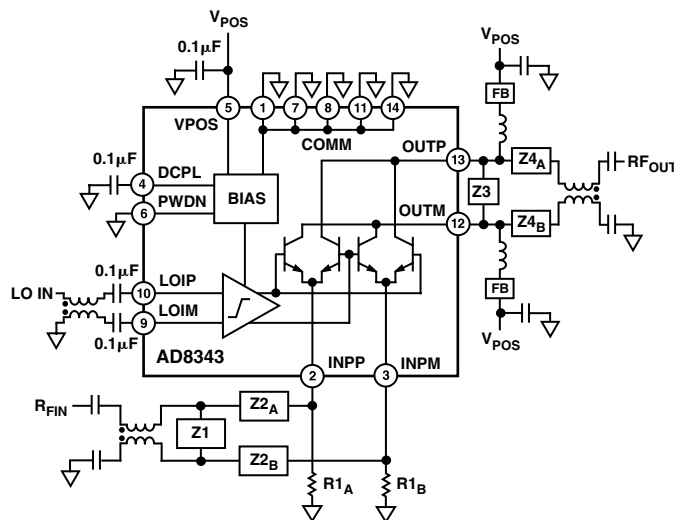 VPOS
0.1µF
VPOS
5
1
7
8
11
14
FB
VPOS
COMM
OUTP
13
Z4A
RFOUT
0.1µF
DCPL
4
BIAS
Z3
PWDN
6
OUTM
12
Z4B
0.1µF
LOIP
LO IN
10
LOIM
9
FB
0.1µF
VPOS
AD8343
INPP
INPM
2
3
RFIN
Z2A
Z1
Z2B
R1A
R1B